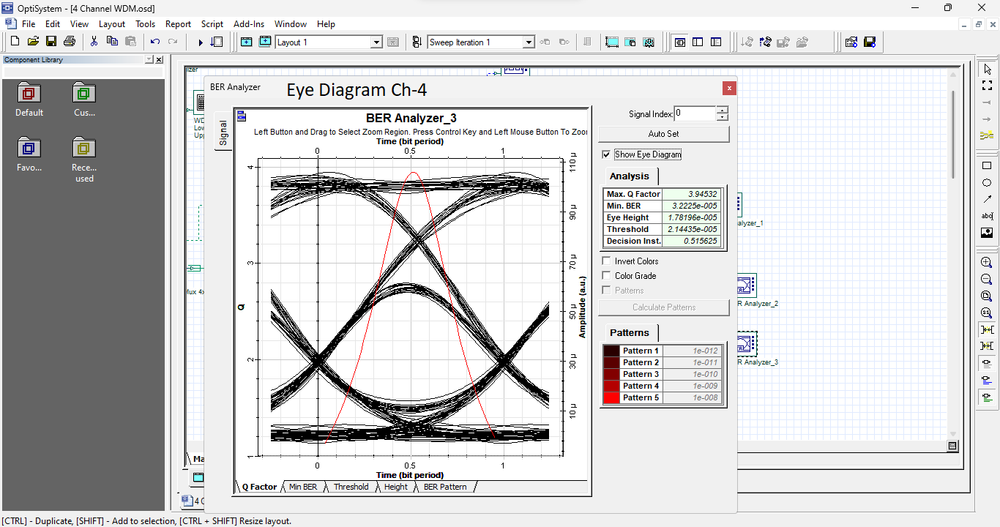 OptiSystem - [4 Channel WDM.osd]
File Edit View Layout Tools Report Script Add-Ins Window Help
Layout 1
Sweep Iteration 1
Component Library
Default
Cus...
Favo...
Rece...
used
BER Analyzer
Eye Diagram Ch-4
x
Signal
BER Analyzer_3
Left Button and Drag to Select Zoom Region. Press Control Key and Left Mouse Button To Zoo
Time (bit period)
0 0.5 1
4
3
2
1
Q
110 µ
90 µ
70 µ
50 µ
30 µ
10 µ
Amplitude (a.u.)
0 0.5 1
Time (bit period)
Q Factor Min BER Threshold Height BER Pattern
Signal Index: 0
Auto Set
Show Eye Diagram
Analysis
Max. Q Factor 3.94532
Min. BER 3.2225e-005
Eye Height 1.78196e-005
Threshold 2.14435e-005
Decision Inst. 0.515625
Invert Colors
Color Grade
Patterns
Calculate Patterns
Patterns
Pattern 1 1e-012
Pattern 2 1e-011
Pattern 3 1e-010
Pattern 4 1e-009
Pattern 5 1e-008
lizer
WD
Lov
Upp
Mux 4x
Ma
4 C
alyzer_1
R Analyzer_2
R Analyzer_3
abc
1:1
[CTRL] - Duplicate, [SHIFT] - Add to selection, [CTRL + SHIFT] Resize layout.